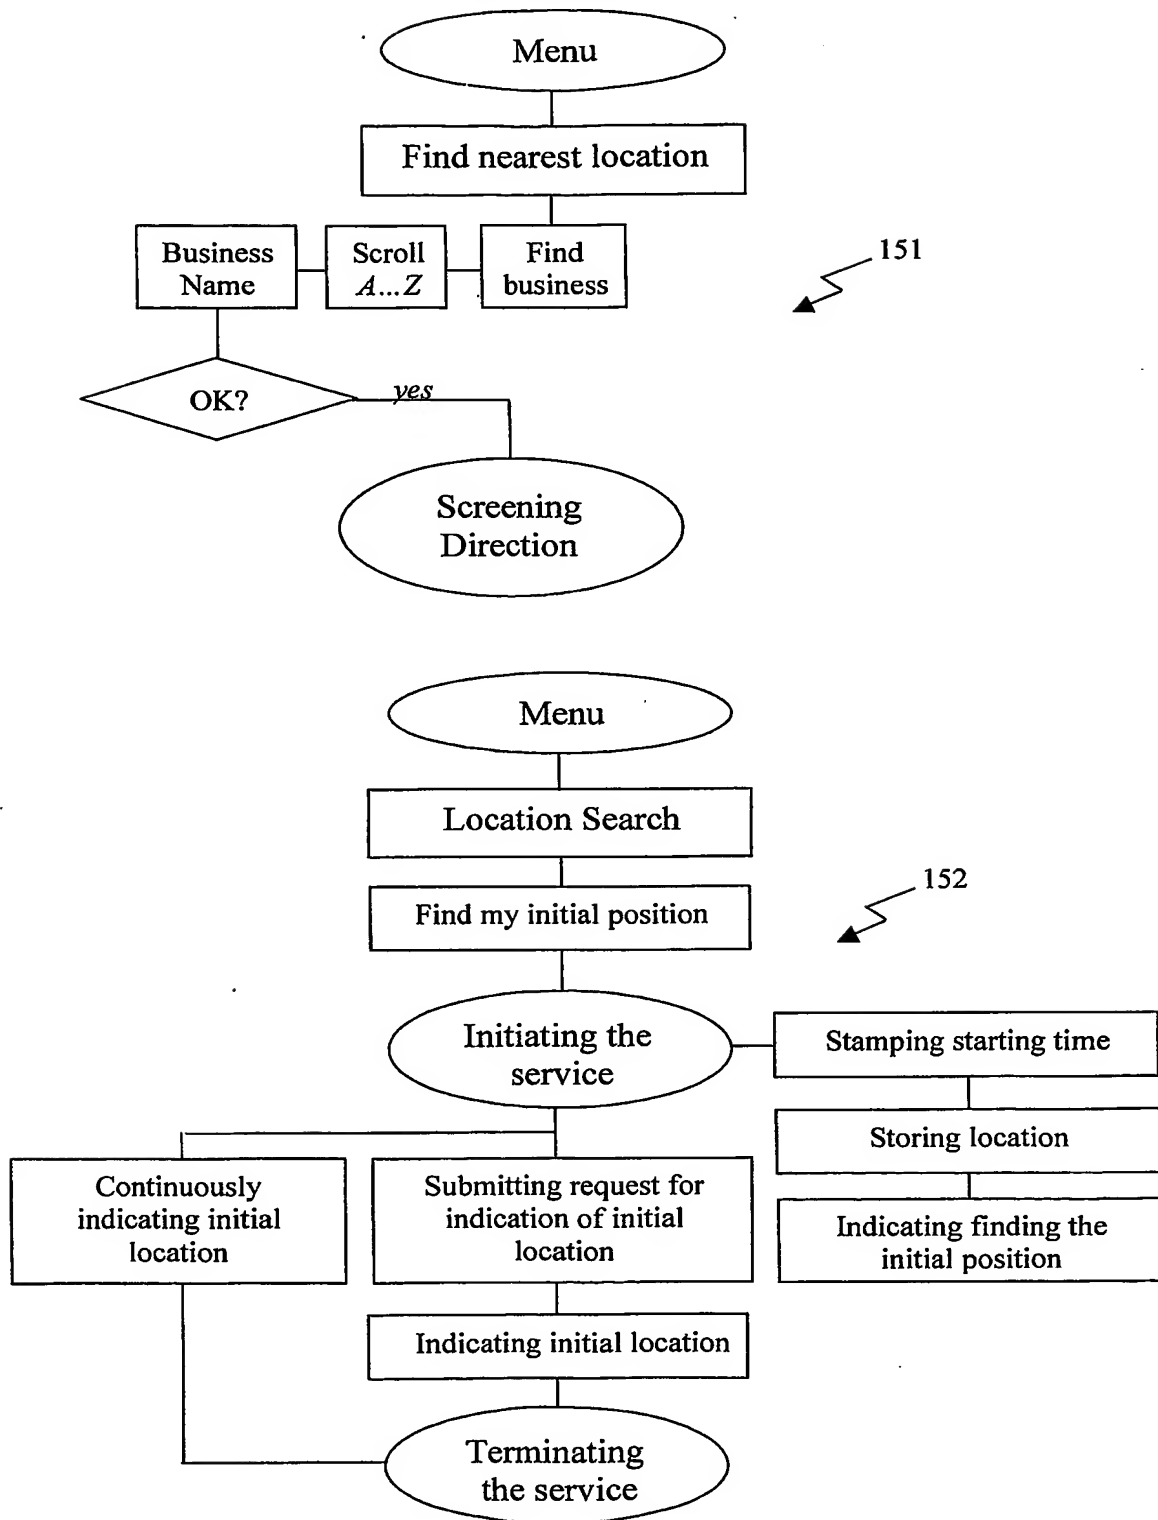 Menu
Find nearest location
Business
Name
Scroll
A...Z
Find
business
151
OK?
yes
Screening
Direction
Menu
Location Search
152
Find my initial position
Initiating the
service
Stamping starting time
Storing location
Continuously
indicating initial
location
Submitting request for
indication of initial
location
Indicating finding the
initial position
Indicating initial location
Terminating
the service